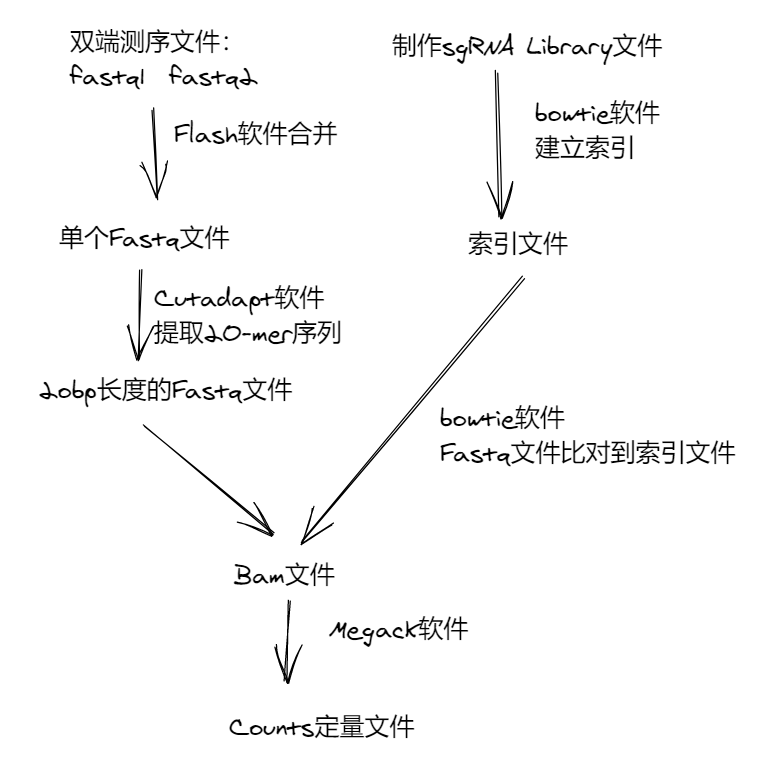 双端测序文件:
fastq1 fastq2
Flash软件合并
单个Fastq文件
Cutadapt软件
提取20-mer序列
20bp长度的Fastq文件
制作sgRNA Library文件
bowtie软件
建立索引
索引文件
bowtie软件
Fastq文件比对到索引文件
Bam文件
Megack软件
Counts定量文件